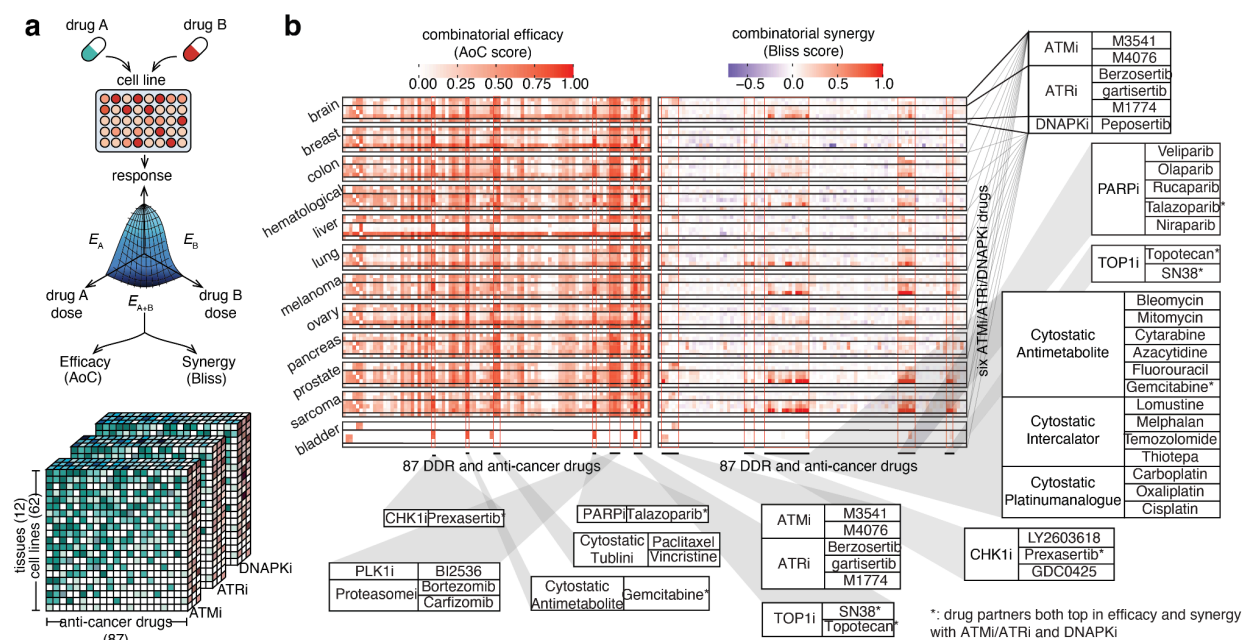 a
drug A
drug B
cell line
response
E_A
E_B
drug A
dose
E_A+B
drug B
dose
Efficacy
(AoC)
Synergy
(Bliss)
tissues (12)
cell lines (62)
DNAPKi
ATRi
ATMi
anti-cancer drugs
(87)
b
combinatorial efficacy
(AoC score)
0.00 0.25 0.50 0.75 1.00
combinatorial synergy
(Bliss score)
−0.5 0.0 0.5 1.0
brain
breast
colon
hematological
liver
lung
melanoma
ovary
pancreas
prostate
sarcoma
bladder
87 DDR and anti-cancer drugs
87 DDR and anti-cancer drugs
six ATMi/ATRi/DNAPKi drugs
ATMi
M3541
M4076
ATRi
Berzosertib
gartisertib
M1774
DNAPKi
Peposertib
PARPi
Veliparib
Olaparib
Rucaparib
Talazoparib*
Niraparib
TOP1i
Topotecan*
SN38*
Cytostatic
Antimetabolite
Bleomycin
Mitomycin
Cytarabine
Azacytidine
Fluorouracil
Gemcitabine*
Cytostatic
Intercalator
Lomustine
Melphalan
Temozolomide
Thiotepa
Cytostatic
Platinumanalogue
Carboplatin
Oxaliplatin
Cisplatin
CHK1i
Prexasertib*
PARPi
Talazoparib*
Cytostatic
Tublini
Paclitaxel
Vincristine
PLK1i
BI2536
Proteasomei
Bortezomib
Carfizomib
Cytostatic
Antimetabolite
Gemcitabine*
ATMi
M3541
M4076
ATRi
Berzosertib
gartisertib
M1774
TOP1i
SN38*
Topotecan*
CHK1i
LY2603618
Prexasertib*
GDC0425
*: drug partners both top in efficacy and synergy
with ATMi/ATRi and DNAPKi